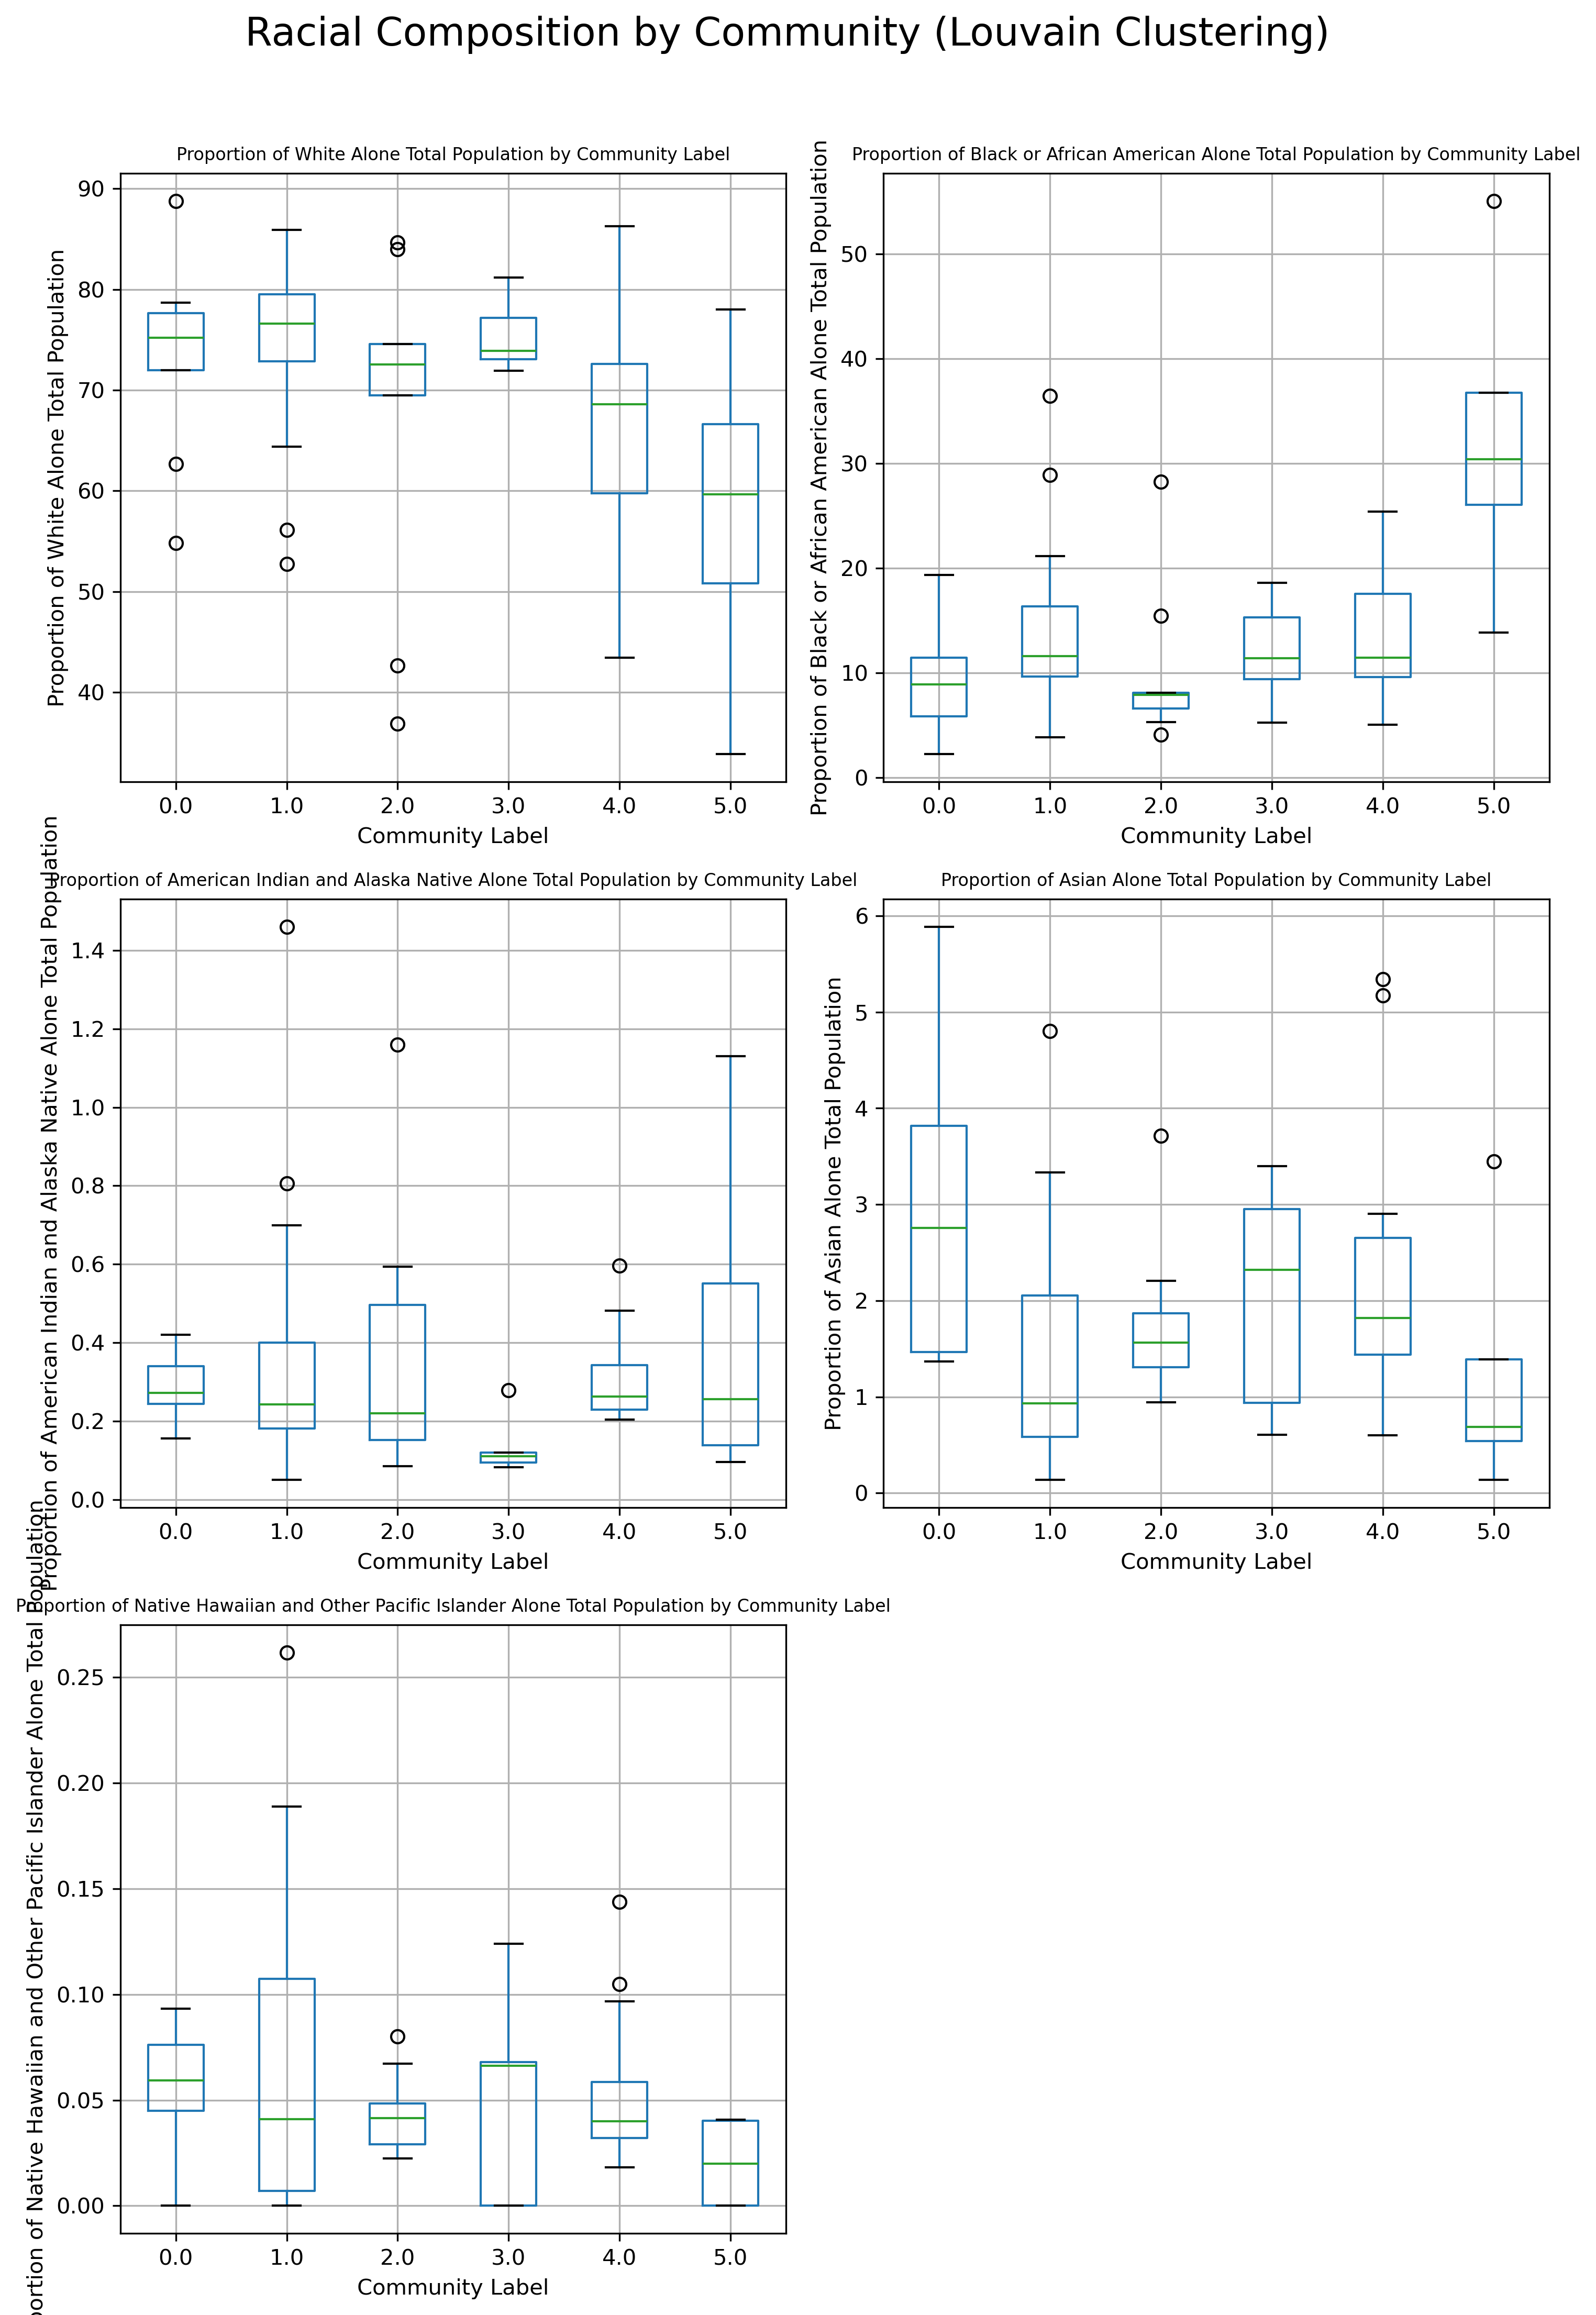 Racial Composition by Community (Louvain Clustering)
Proportion of White Alone Total Population by Community Label
Proportion of White Alone Total Population
90
80
70
60
50
40
0.0 1.0 2.0 3.0 4.0 5.0
Community Label
Proportion of Black or African American Alone Total Population by Community Label
Proportion of Black or African American Alone Total Population
50
40
30
20
10
0
0.0 1.0 2.0 3.0 4.0 5.0
Community Label
Proportion of American Indian and Alaska Native Alone Total Population by Community Label
Proportion of American Indian and Alaska Native Alone Total Population
1.4
1.2
1.0
0.8
0.6
0.4
0.2
0.0
0.0 1.0 2.0 3.0 4.0 5.0
Community Label
Proportion of Asian Alone Total Population by Community Label
Proportion of Asian Alone Total Population
6
5
4
3
2
1
0
0.0 1.0 2.0 3.0 4.0 5.0
Community Label
Proportion of Native Hawaiian and Other Pacific Islander Alone Total Population by Community Label
portion of Native Hawaiian and Other Pacific Islander Alone Total Population
0.25
0.20
0.15
0.10
0.05
0.00
0.0 1.0 2.0 3.0 4.0 5.0
Community Label